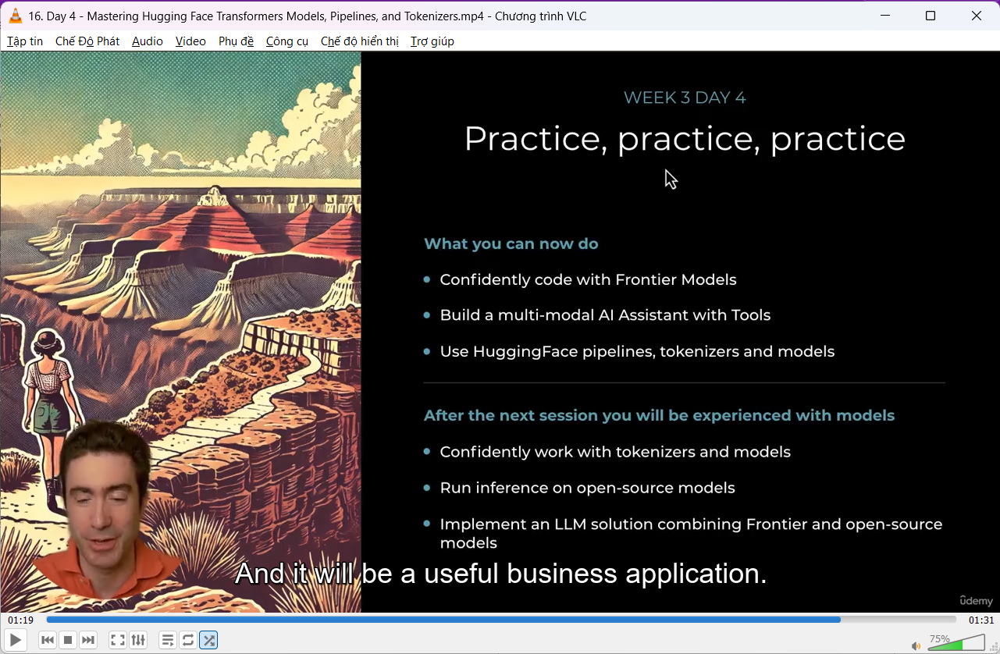 16. Day 4 - Mastering Hugging Face Transformers Models, Pipelines, and Tokenizers.mp4 - Chương trình VLC
Tập tin Chế Độ Phát Audio Video Phụ đề Công cụ Chế độ hiển thị Trợ giúp
WEEK 3 DAY 4
Practice, practice, practice
What you can now do
Confidently code with Frontier Models
Build a multi-modal AI Assistant with Tools
Use HuggingFace pipelines, tokenizers and models
After the next session you will be experienced with models
Confidently work with tokenizers and models
Run inference on open-source models
Implement an LLM solution combining Frontier and open-source
models
And it will be a useful business application.
ûdemy
01:19 01:31
75%